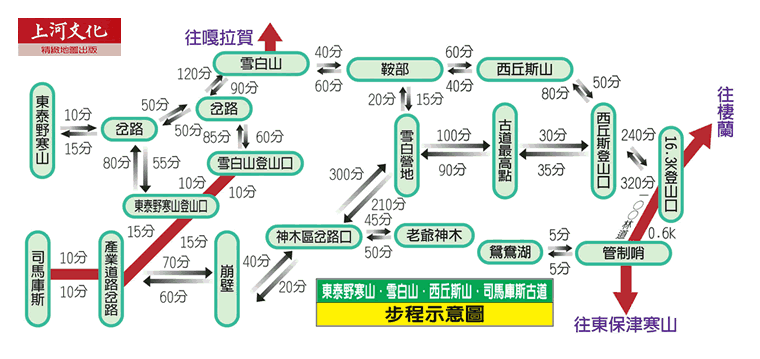 上河文化
精緻地圖出版
往嘎拉賀
雪白山
40分
60分
鞍部
60分
40分
西丘斯山
50分
80分
120分
90分
20分
15分
往棲蘭
東泰野寒山
10分
15分
岔路
50分
50分
岔路
85分
60分
雪白山登山口
80分
55分
10分
10分
東泰野寒山登山口
雪白營地
100分
90分
古道最高點
30分
35分
西丘斯登山口
240分
320分
16.3K登山口
一○○林道
0.6K
300分
210分
司馬庫斯
10分
10分
產業道路岔路
15分
15分
70分
60分
崩壁
40分
20分
神木區岔路口
45分
50分
老爺神木
鴛鴦湖
5分
5分
管制哨
往東保津寒山
東泰野寒山·雪白山·西丘斯山·司馬庫斯古道
步程示意圖